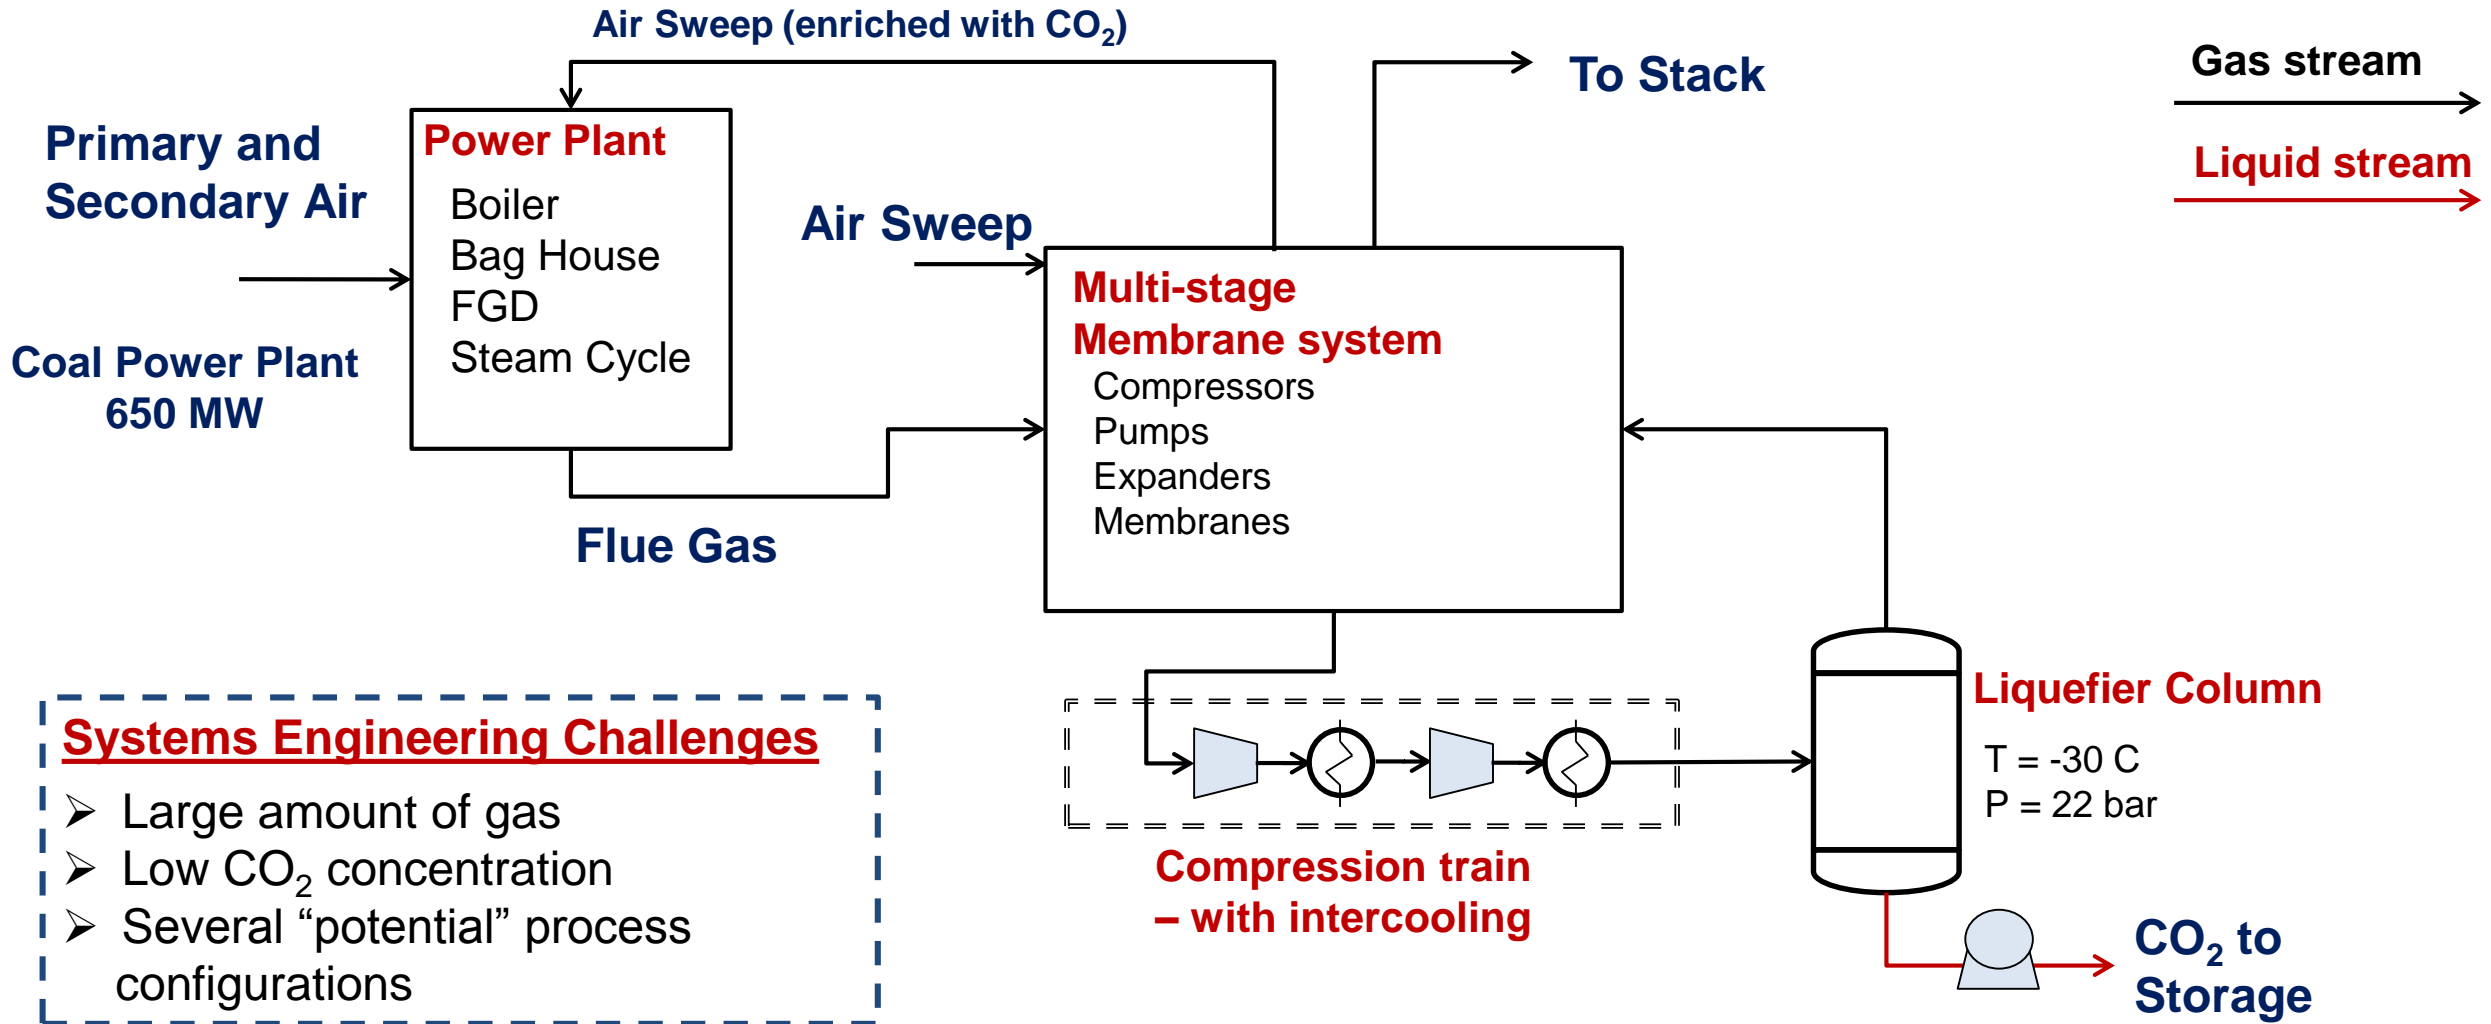 Air Sweep (enriched with CO₂)
To Stack
Gas stream
Liquid stream
Primary and
Secondary Air
Power Plant
Boiler
Bag House
FGD
Steam Cycle
Coal Power Plant
650 MW
Air Sweep
Flue Gas
Multi-stage
Membrane system
Compressors
Pumps
Expanders
Membranes
Liquefier Column
T = -30 C
P = 22 bar
Compression train
– with intercooling
CO₂ to
Storage
Systems Engineering Challenges
➢ Large amount of gas
➢ Low CO₂ concentration
➢ Several “potential” process
configurations